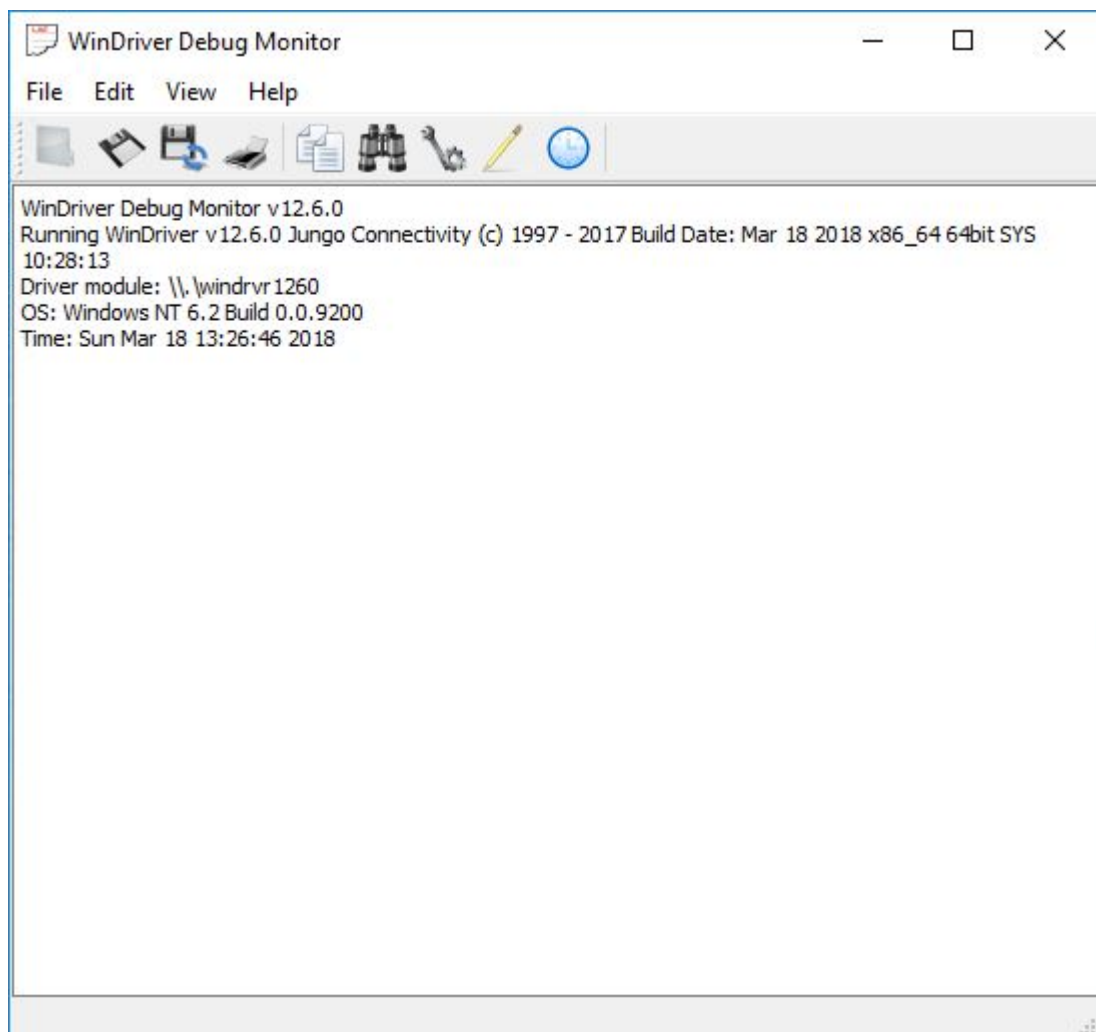 WinDriver Debug Monitor
File Edit View Help
WinDriver Debug Monitor v12.6.0
Running WinDriver v12.6.0 Jungo Connectivity (c) 1997 - 2017 Build Date: Mar 18 2018 x86_64 64bit SYS
10:28:13
Driver module: \\.\windrvr1260
OS: Windows NT 6.2 Build 0.0.9200
Time: Sun Mar 18 13:26:46 2018